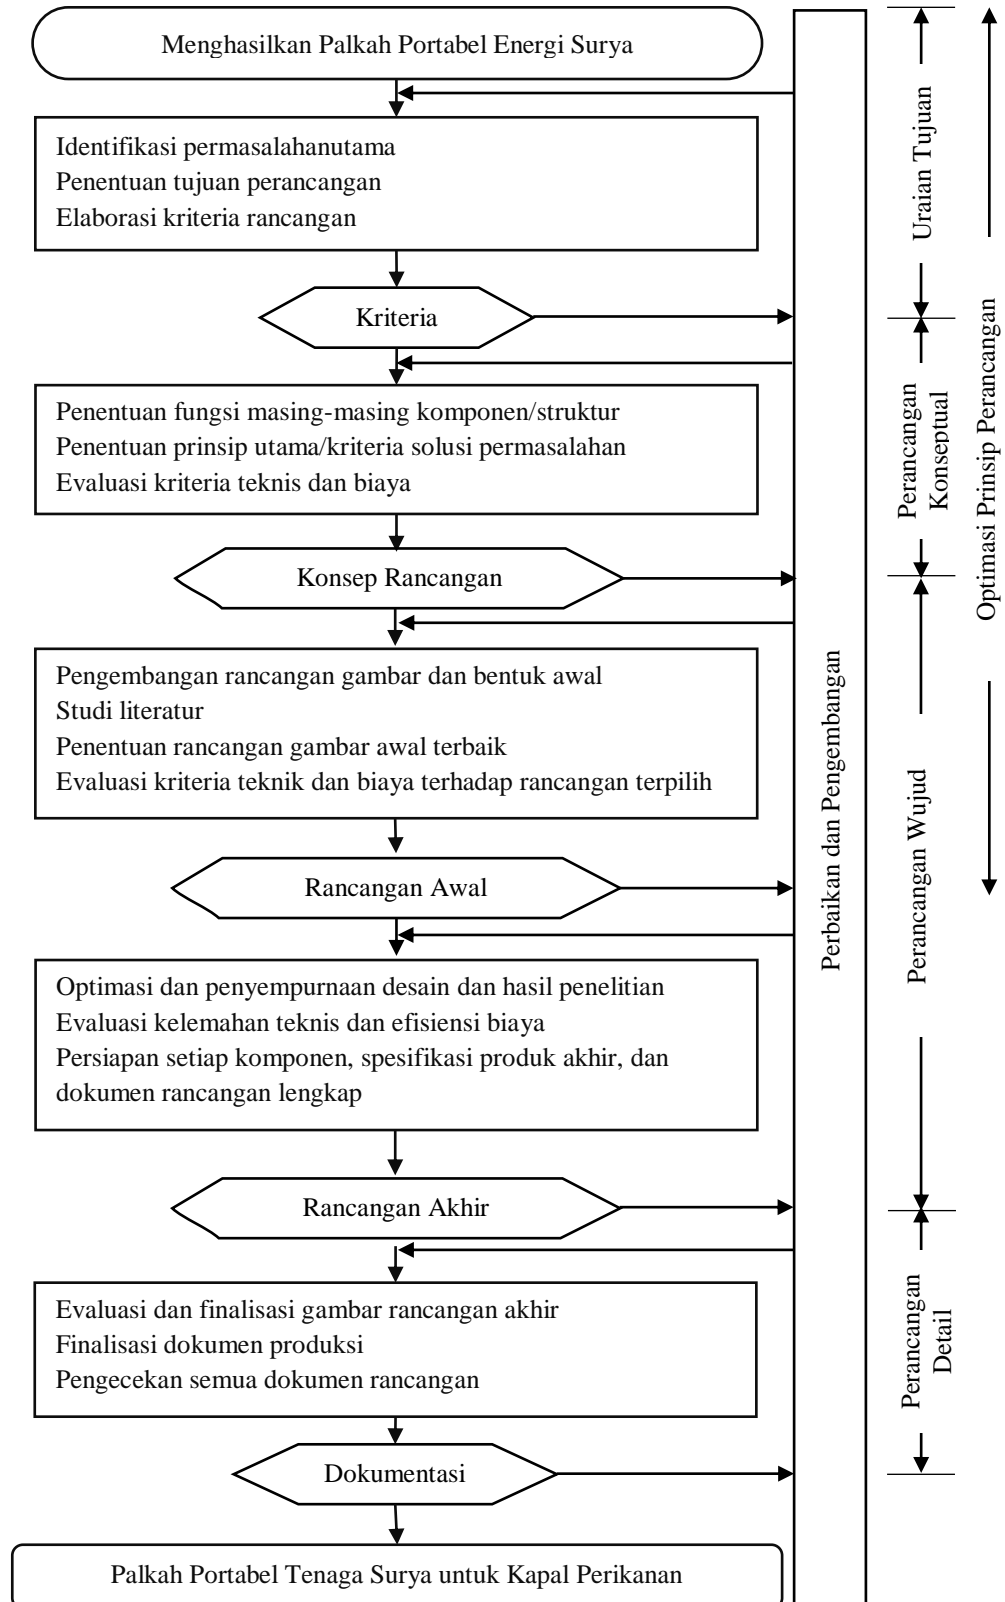 Menghasilkan Palkah Portabel Energi Surya
Identifikasi permasalahanutama
Penentuan tujuan perancangan
Elaborasi kriteria rancangan
Kriteria
Penentuan fungsi masing-masing komponen/struktur
Penentuan prinsip utama/kriteria solusi permasalahan
Evaluasi kriteria teknis dan biaya
Konsep Rancangan
Pengembangan rancangan gambar dan bentuk awal
Studi literatur
Penentuan rancangan gambar awal terbaik
Evaluasi kriteria teknik dan biaya terhadap rancangan terpilih
Rancangan Awal
Optimasi dan penyempurnaan desain dan hasil penelitian
Evaluasi kelemahan teknis dan efisiensi biaya
Persiapan setiap komponen, spesifikasi produk akhir, dan
dokumen rancangan lengkap
Rancangan Akhir
Evaluasi dan finalisasi gambar rancangan akhir
Finalisasi dokumen produksi
Pengecekan semua dokumen rancangan
Dokumentasi
Palkah Portabel Tenaga Surya untuk Kapal Perikanan
Perbaikan dan Pengembangan
Uraian Tujuan
Perancangan
Konseptual
Perancangan Wujud
Perancangan
Detail
Optimasi Prinsip Perancangan